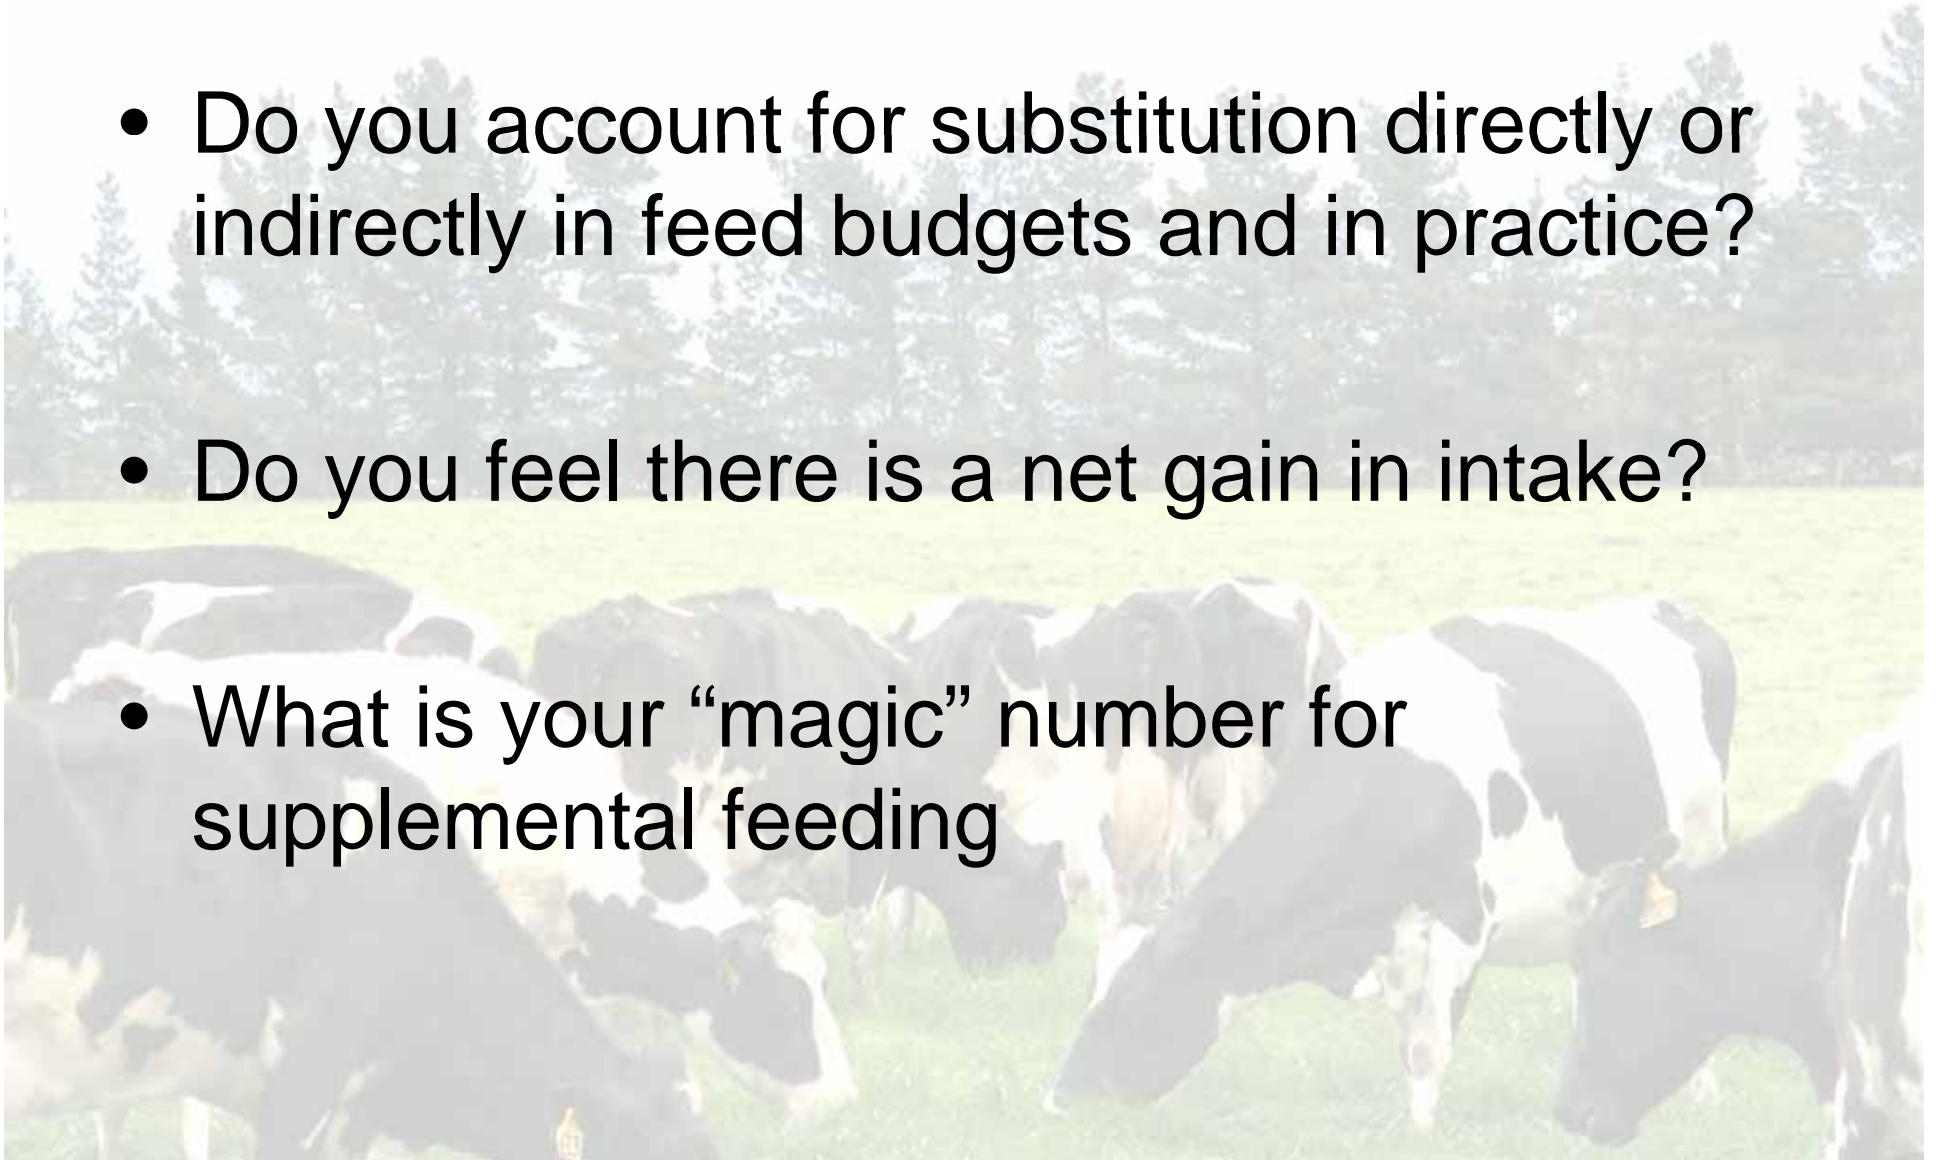 • Do you account for substitution directly or
indirectly in feed budgets and in practice?
• Do you feel there is a net gain in intake?
• What is your “magic” number for
supplemental feeding